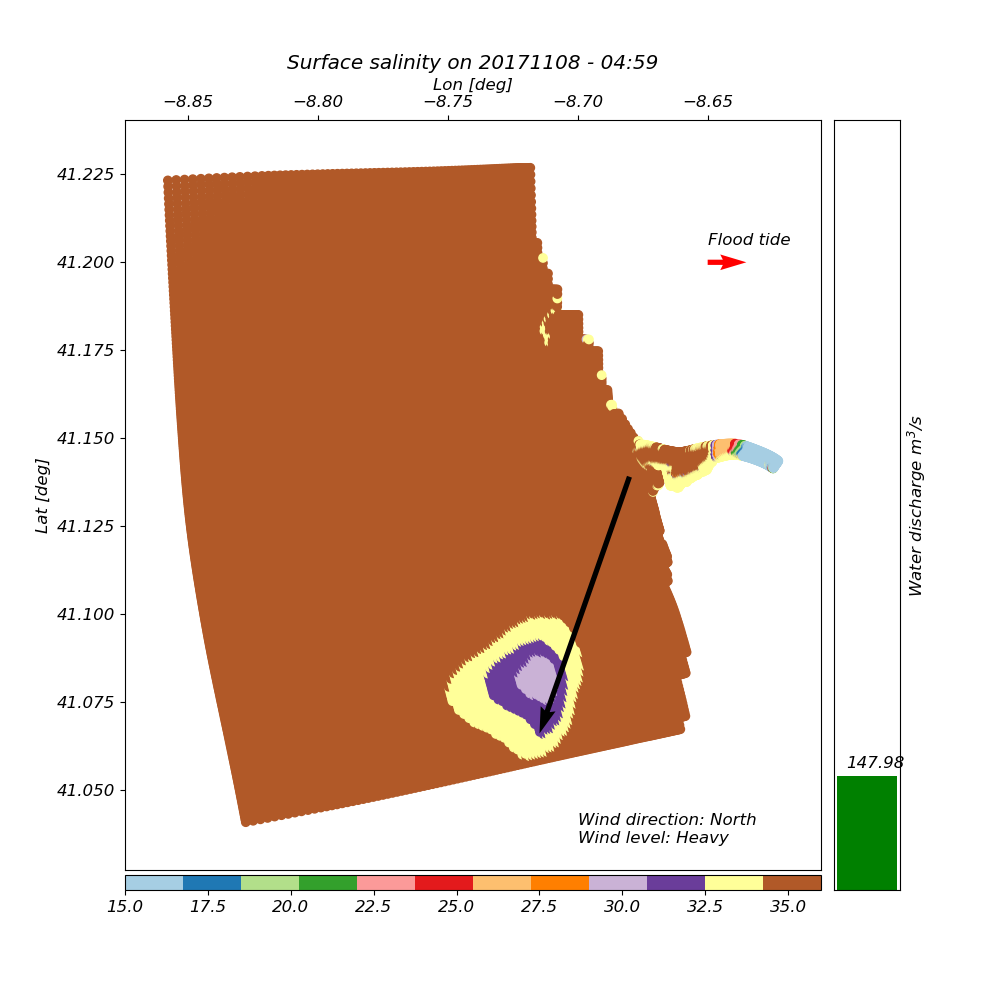 Surface salinity on 20171108 - 04:59
Lon [deg]
−8.85 −8.80 −8.75 −8.70 −8.65
41.225
41.200
41.175
41.150
41.125
41.100
41.075
41.050
Lat [deg]
Flood tide
Wind direction: North
Wind level: Heavy
15.0 17.5 20.0 22.5 25.0 27.5 30.0 32.5 35.0
147.98
Water discharge m³/s